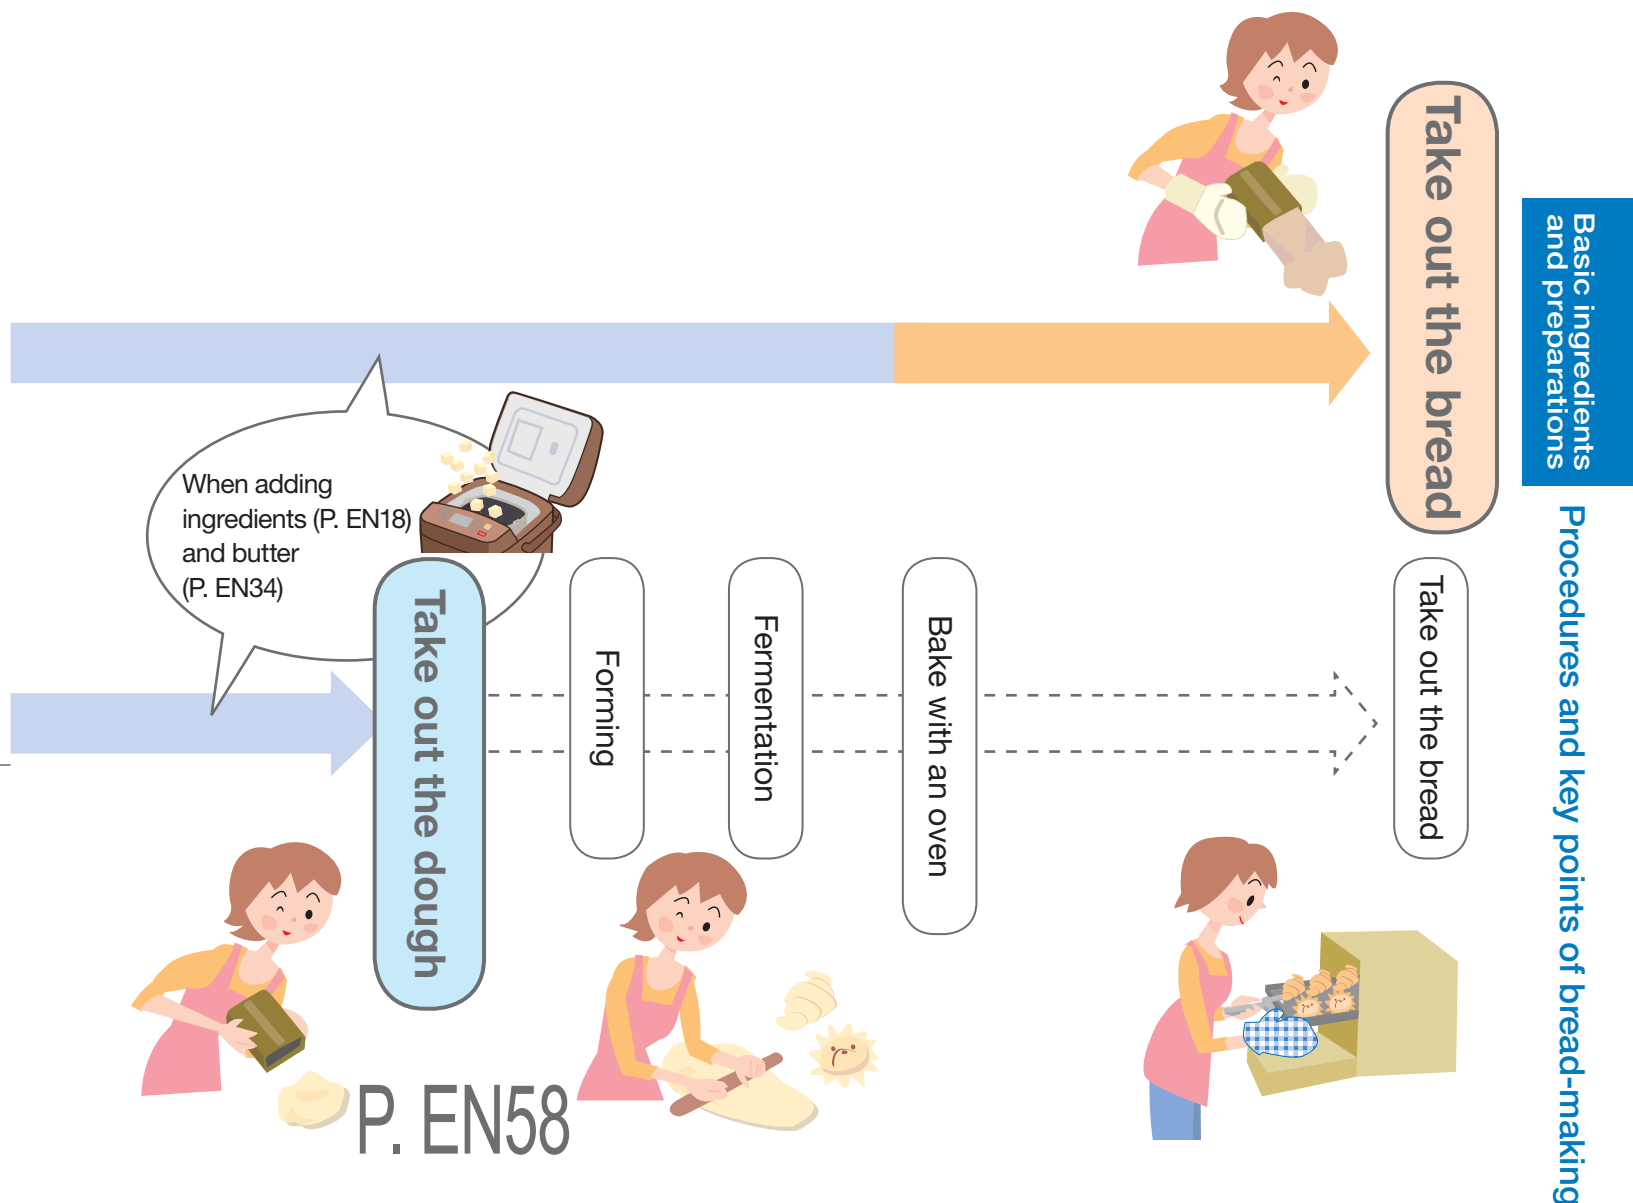 Basic ingredients
and preparations
Procedures and key points of bread-making
Take out the bread
When adding
ingredients (P. EN18)
and butter
(P. EN34)
Take out the dough
Forming
Fermentation
Bake with an oven
Take out the bread
P. EN58